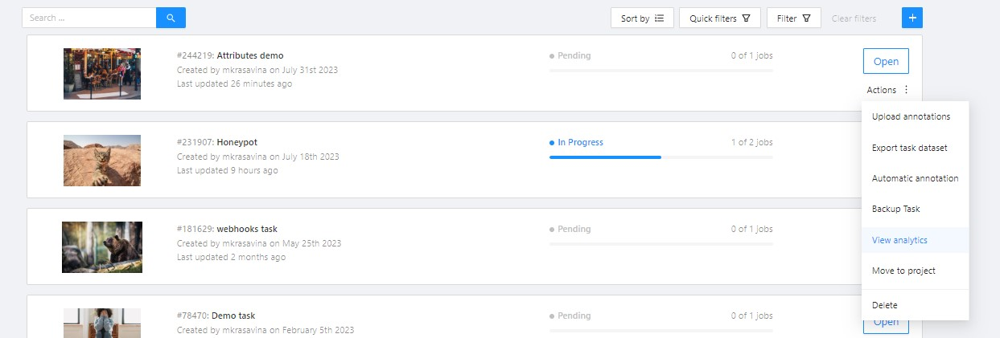 Search ...
Sort by
Quick filters
Filter
Clear filters
#244219: Attributes demo
Created by mkrasavina on July 31st 2023
Last updated 26 minutes ago
Pending
0 of 1 jobs
Open
Actions
Upload annotations
Export task dataset
Automatic annotation
Backup Task
View analytics
Move to project
Delete
#231907: Honeypot
Created by mkrasavina on July 18th 2023
Last updated 9 hours ago
In Progress
1 of 2 jobs
#181629: webhooks task
Created by mkrasavina on May 25th 2023
Last updated 2 months ago
Pending
0 of 1 jobs
#78470: Demo task
Created by mkrasavina on February 5th 2023
Pending
0 of 1 jobs
Open